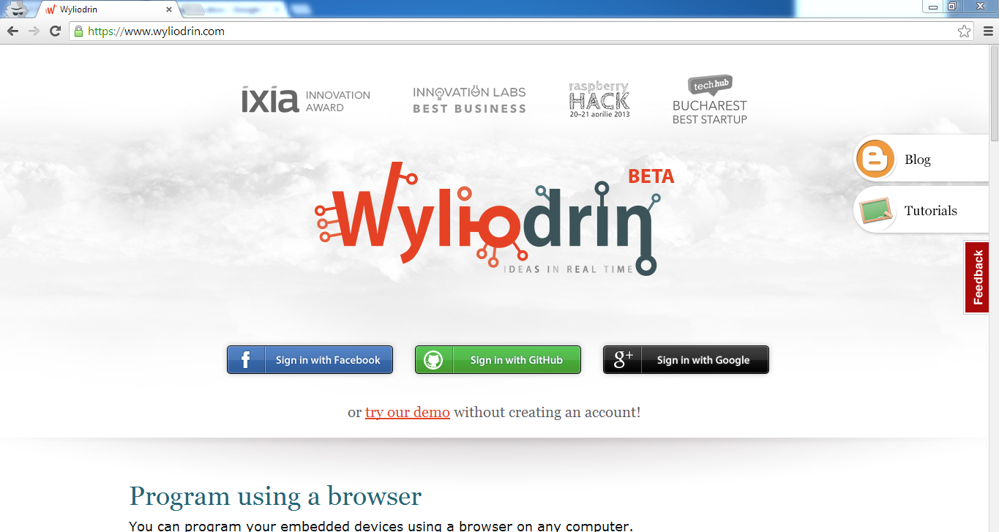 Wyliodrin
https://www.wyliodrin.com
ixia INNOVATION
AWARD
INNOVATION LABS
BEST BUSINESS
raspberry
HACK
20-21 aprilie 2013
techhub
BUCHAREST
BEST STARTUP
Blog
Tutorials
Feedback
BETA
Wyliodrin
IDEAS IN REAL TIME
f Sign in with Facebook
Sign in with GitHub
g+ Sign in with Google
or try our demo without creating an account!
Program using a browser
You can program your embedded devices using a browser on any computer.